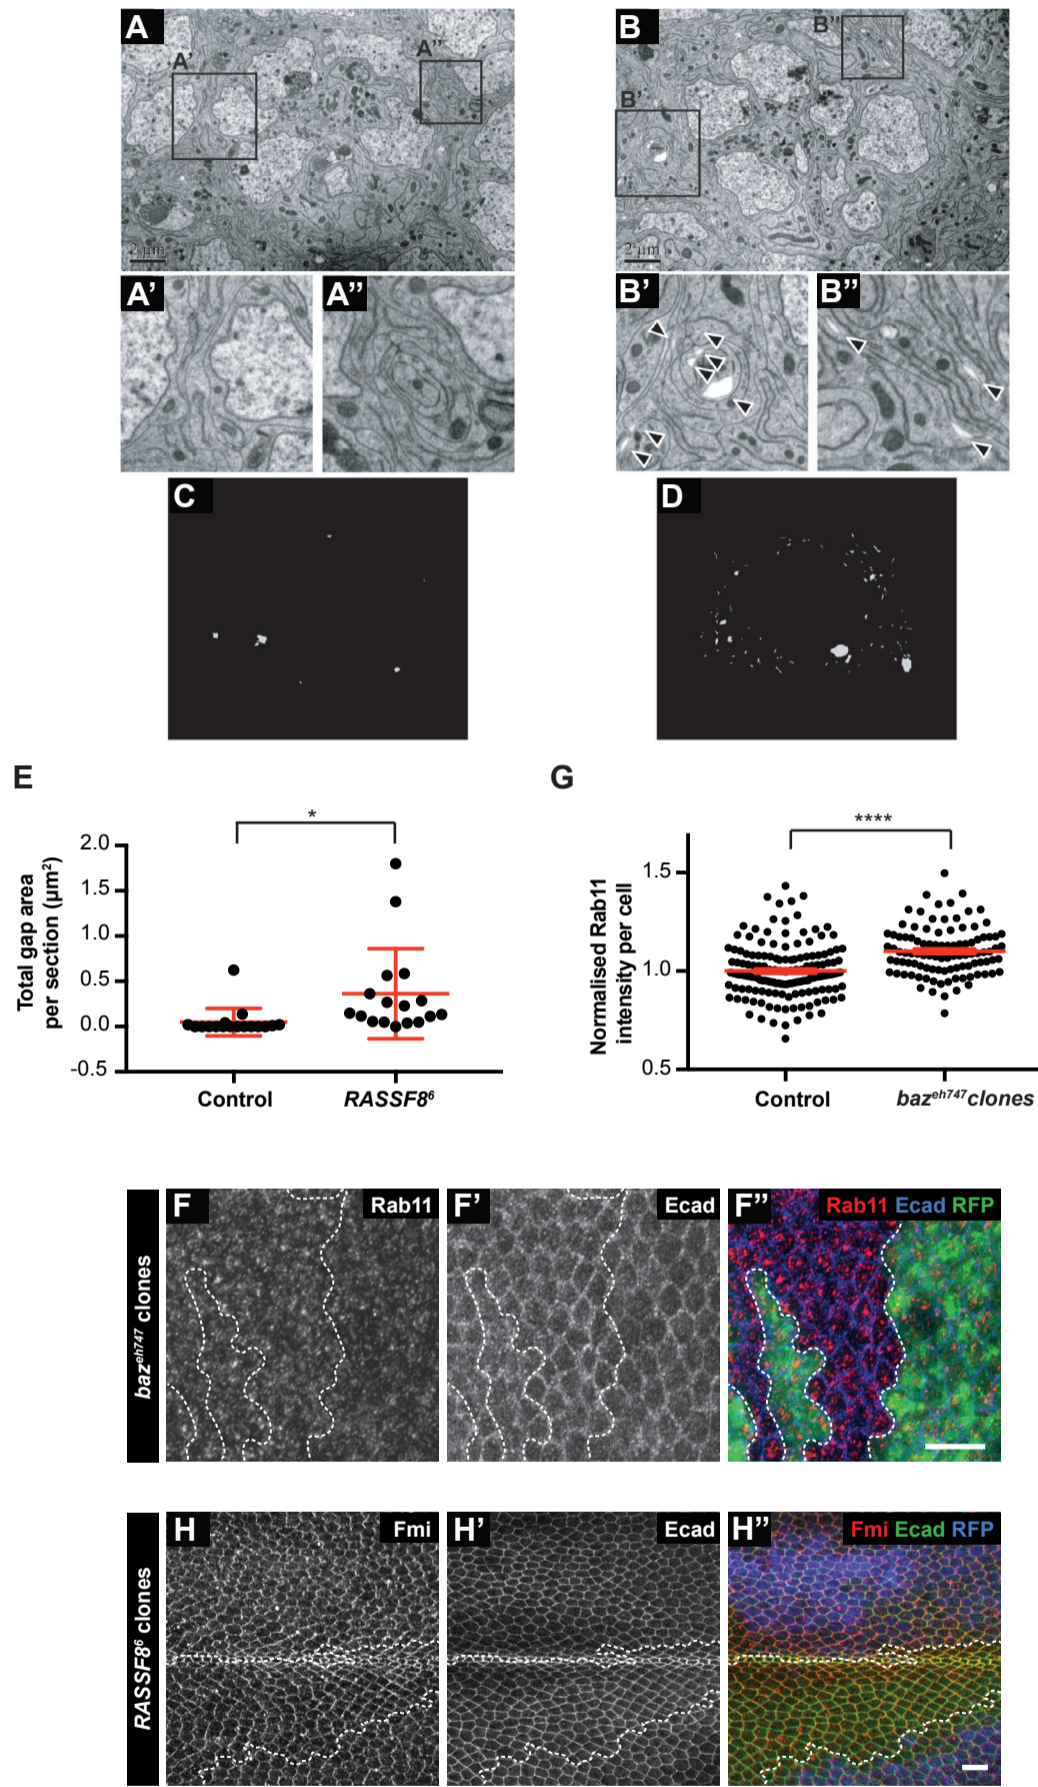 A
B
A'
A''
B'
B''
2 µm
2 µm
A'
A''
B'
B''
C
D
E
G
*
****
Total gap area
per section (µm²)
2.0
1.5
1.0
0.5
0.0
-0.5
Control
RASSF8⁶
Normalised Rab11
intensity per cell
1.5
1.0
0.5
Control
baz^eh747 clones
baz^eh747 clones
F
Rab11
F'
Ecad
F''
Rab11 Ecad RFP
RASSF8⁶ clones
H
Fmi
H'
Ecad
H''
Fmi Ecad RFP